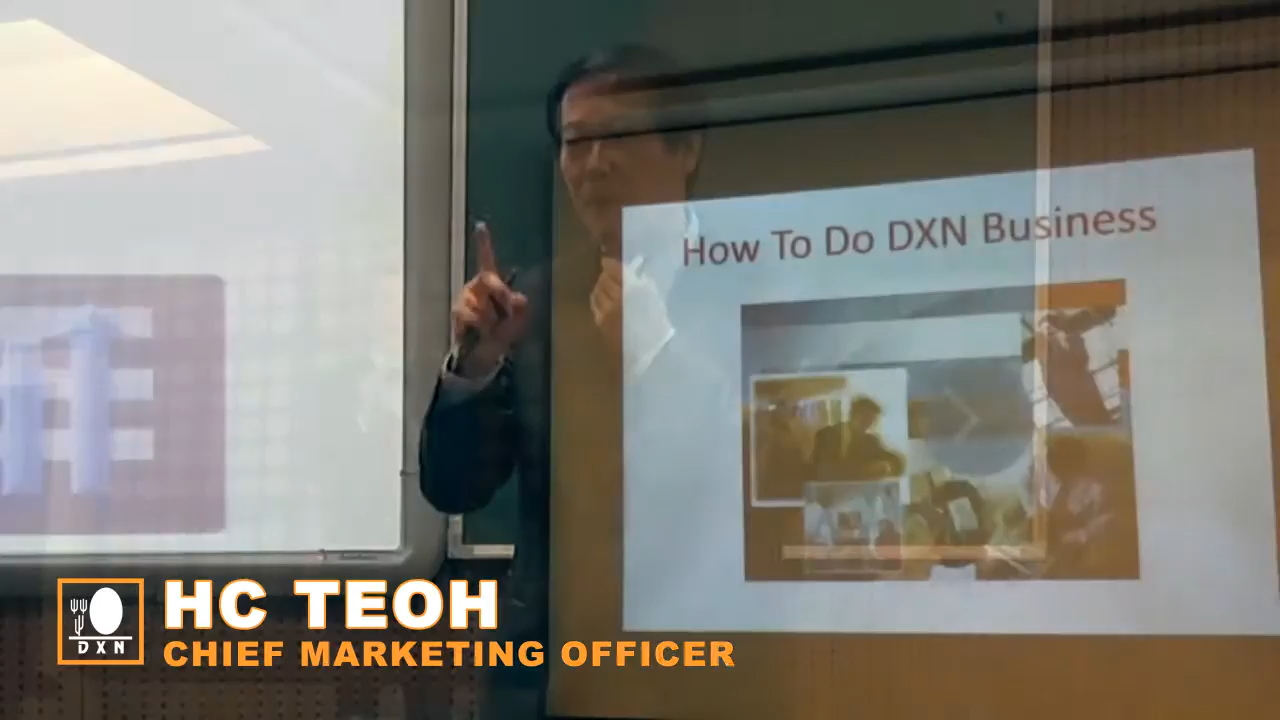 How To Do DXN Business
HC TEOH
CHIEF MARKETING OFFICER
DXN